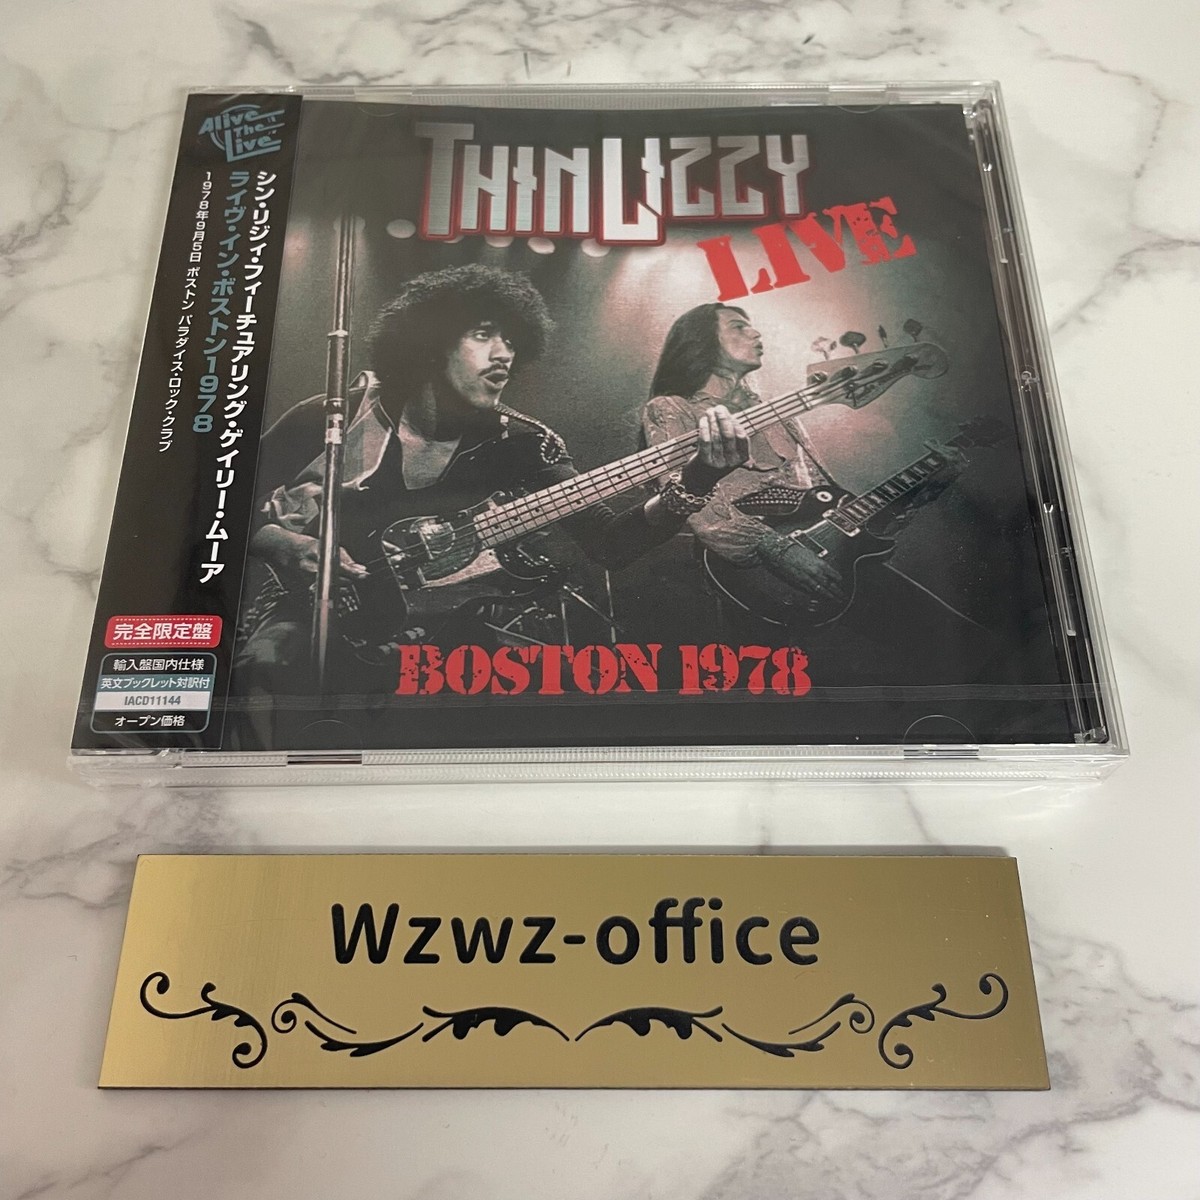 Alive
The
Live
シン・リジィ・フィーチュアリング・ゲイリー・ムーア
ライヴ・イン・ボストン1978
1978年9月5日 ボストン パラダイス・ロック・クラブ
完全限定盤
輸入盤国内仕様
英文ブックレット対訳付
IACD11144
オープン価格
THIN LIZZY
LIVE
BOSTON 1978
Wzwz-office